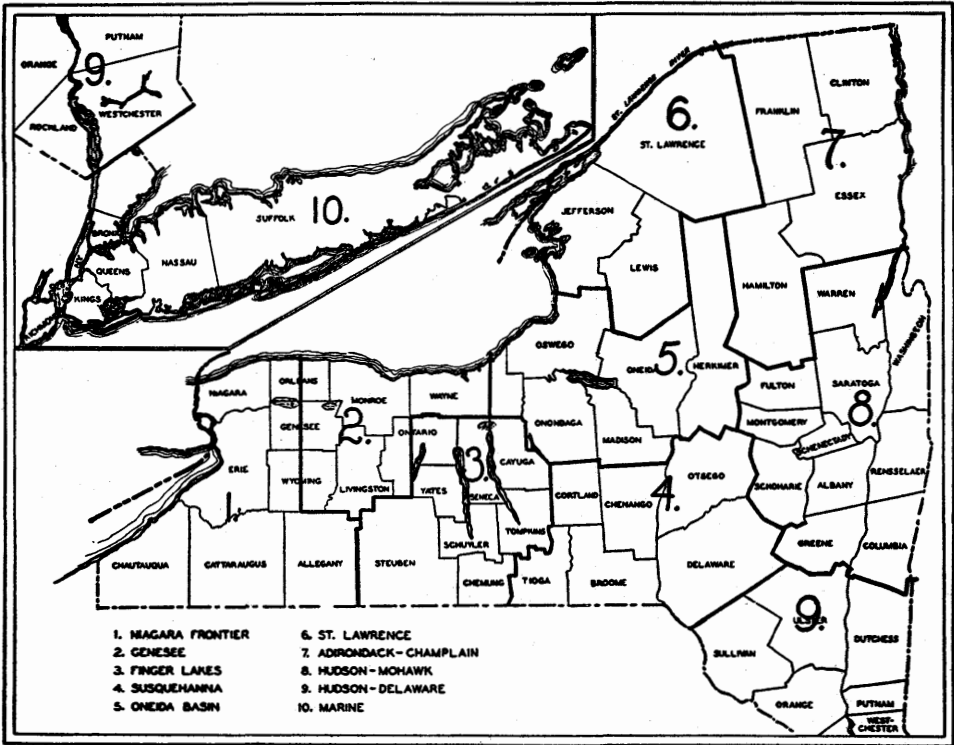 PUTNAM
ORANGE
9.
WESTCHESTER
ROCKLAND
SUFFOLK
10.
BRONX
NASSAU
QUEENS
NY
KINGS
RICHMOND
ST. LAWRENCE RIVER
6.
ST. LAWRENCE
FRANKLIN
CLINTON
7.
ESSEX
JEFFERSON
LEWIS
HAMILTON
WARREN
WASHINGTON
OSWEGO
ONEIDA
5.
HERKIMER
FULTON
SARATOGA
8.
MONTGOMERY
SCHENECTADY
RENSSELAER
NIAGARA
ORLEANS
MONROE
WAYNE
GENESEE
2.
ONTARIO
ONONDAGA
MADISON
CAYUGA
3.
OTSEGO
SCHOHARIE
ALBANY
ERIE
WYOMING
LIVINGSTON
YATES
SENECA
CORTLAND
CHENANGO
4.
TOMPKINS
SCHUYLER
GREENE
COLUMBIA
CHAUTAUQUA
CATTARAUGUS
ALLEGANY
STEUBEN
CHEMUNG
TIOGA
BROOME
DELAWARE
9.
ULSTER
SULLIVAN
DUTCHESS
ORANGE
PUTNAM
WEST-
CHESTER
1. NIAGARA FRONTIER
2. GENESEE
3. FINGER LAKES
4. SUSQUEHANNA
5. ONEIDA BASIN
6. ST. LAWRENCE
7. ADIRONDACK-CHAMPLAIN
8. HUDSON-MOHAWK
9. HUDSON-DELAWARE
10. MARINE